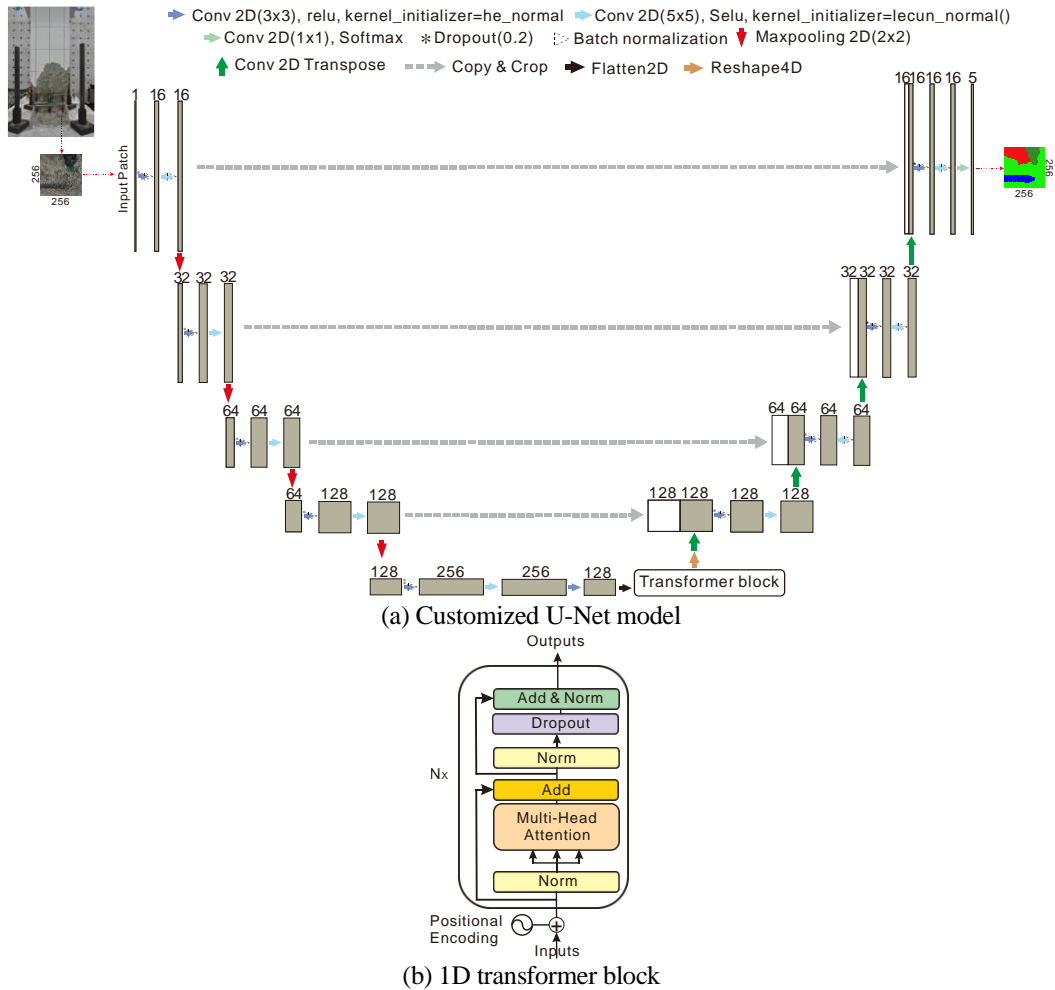 Conv 2D(3x3), relu, kernel_initializer=he_normal Conv 2D(5x5), Selu, kernel_initializer=lecun_normal()
Conv 2D(1x1), Softmax *Dropout(0.2) Batch normalization Maxpooling 2D(2x2)
Conv 2D Transpose Copy & Crop Flatten2D Reshape4D
1 16 16
1616 16 16 5
Input Patch
256
256
256
256
32 32 32
32 32 32 32
64 64 64
64 64 64 64
64 128 128
128 128 128 128
128 256 256 128
Transformer block
(a) Customized U-Net model
Outputs
Add & Norm
Dropout
Norm
Nx
Add
Multi-Head
Attention
Norm
Positional
Encoding
Inputs
(b) 1D transformer block